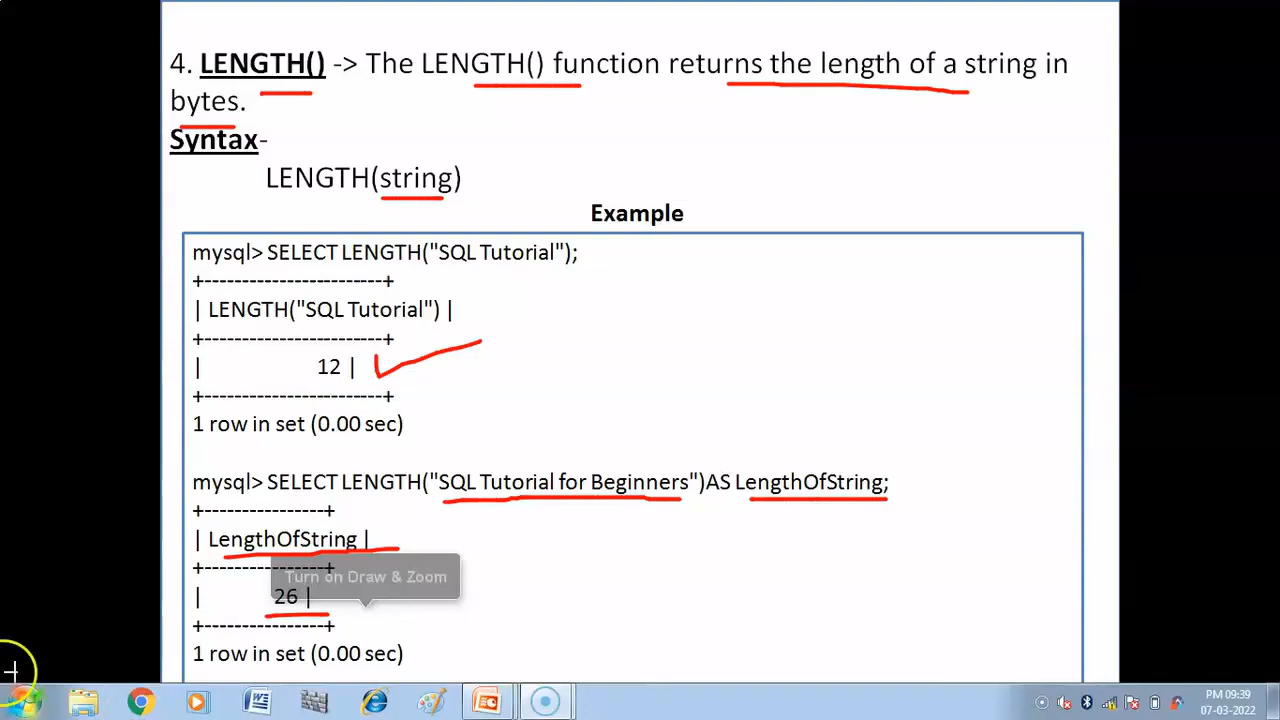 4. LENGTH() -> The LENGTH() function returns the length of a string in
bytes.
Syntax-
LENGTH(string)
Example
mysql> SELECT LENGTH("SQL Tutorial");
+------------------------+
| LENGTH("SQL Tutorial") |
+------------------------+
| 12 |
+------------------------+
1 row in set (0.00 sec)
mysql> SELECT LENGTH("SQL Tutorial for Beginners")AS LengthOfString;
+----------------+
| LengthOfString |
+----------------+
Turn on Draw & Zoom
| 26 |
+----------------+
1 row in set (0.00 sec)
PM 09:39
07-03-2022